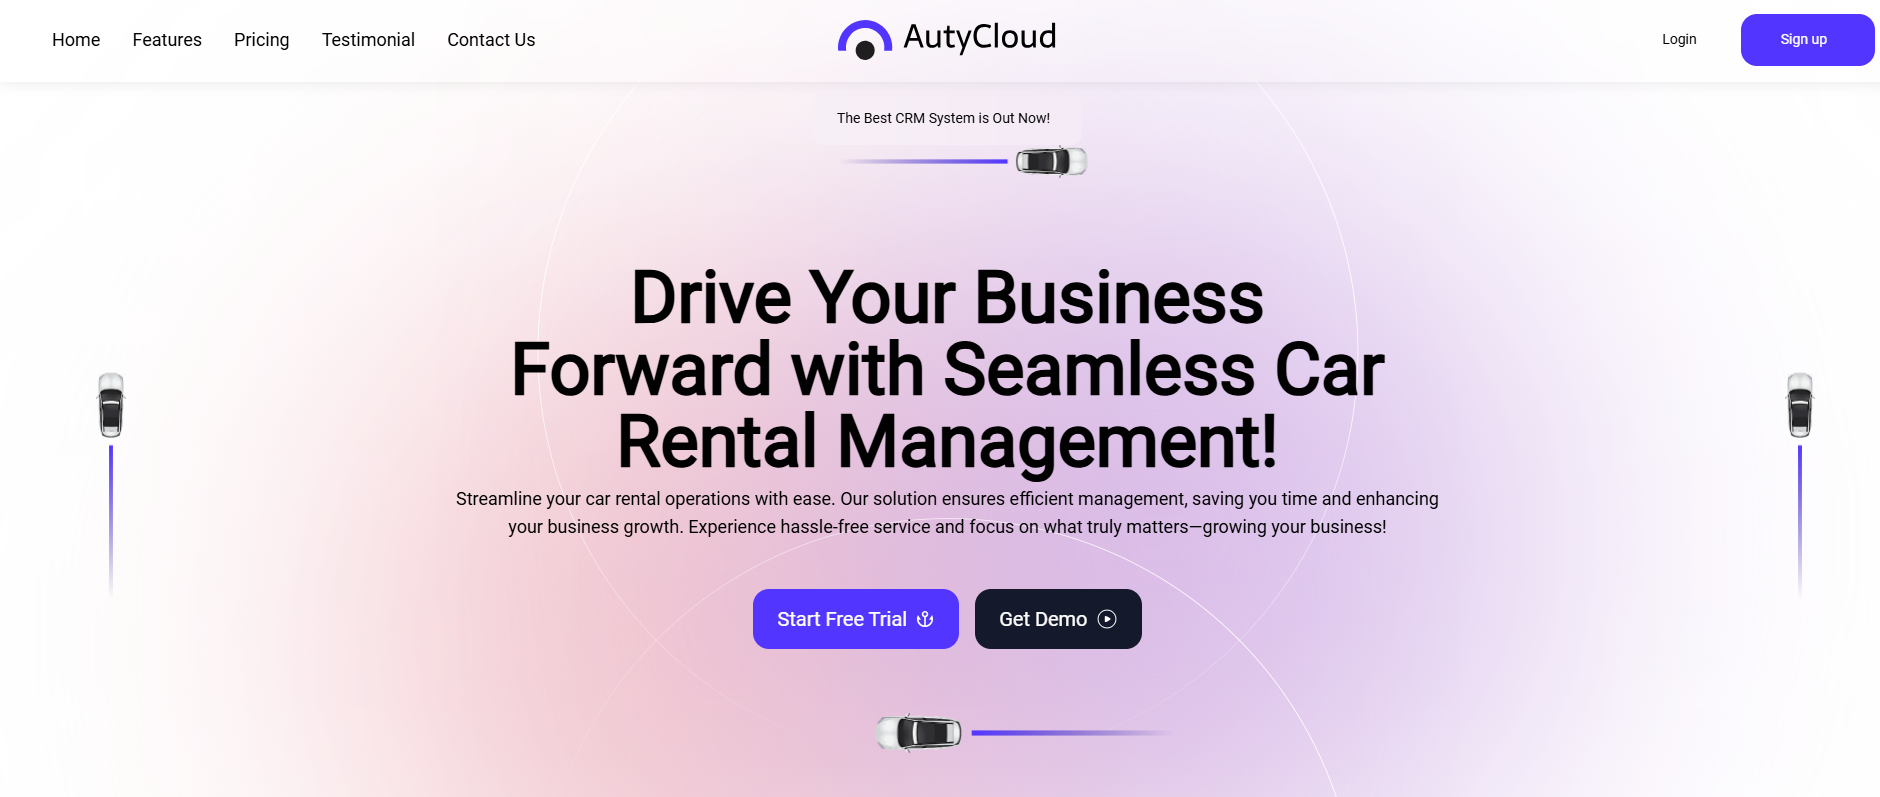 Home Features Pricing Testimonial Contact Us AutyCloud Login Sign up
The Best CRM System is Out Now!
Drive Your Business
Forward with Seamless Car
Rental Management!
Streamline your car rental operations with ease. Our solution ensures efficient management, saving you time and enhancing
your business growth. Experience hassle-free service and focus on what truly matters—growing your business!
Start Free Trial Get Demo